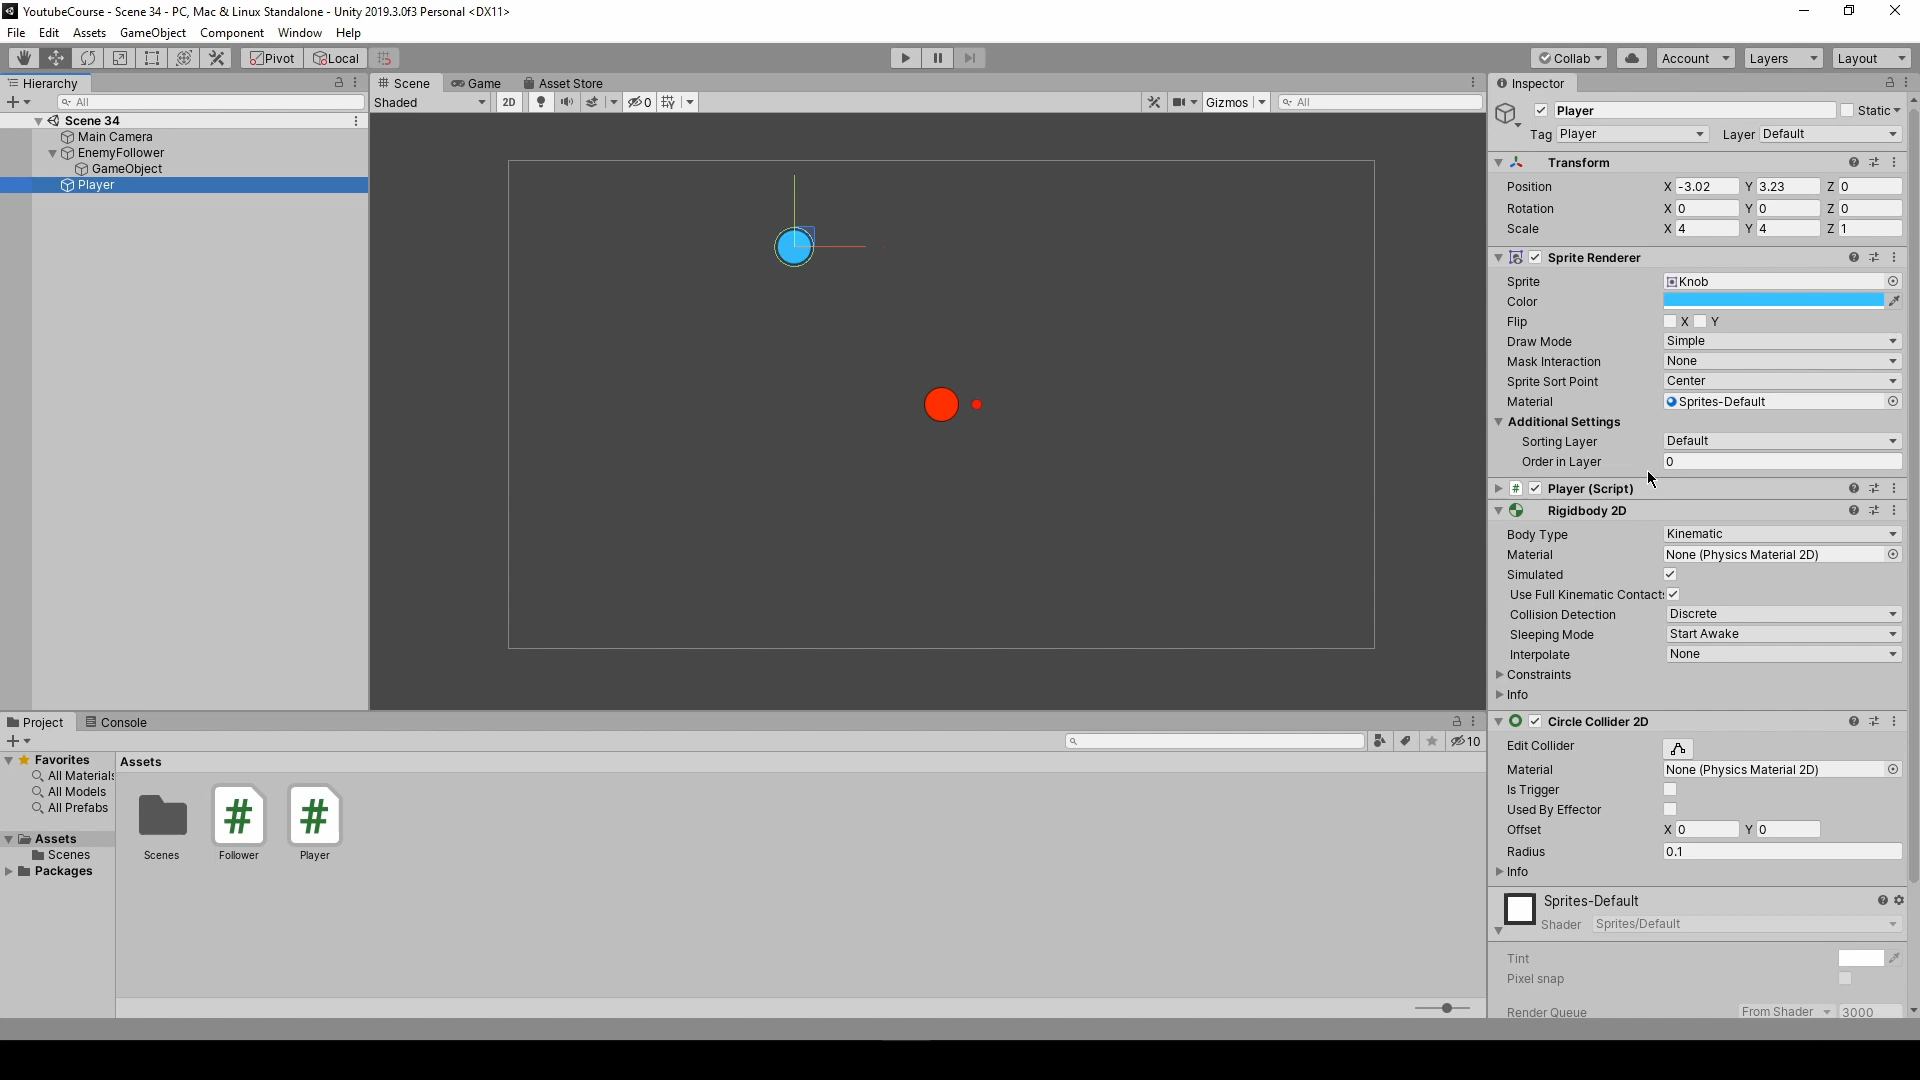 YoutubeCourse - Scene 34 - PC, Mac & Linux Standalone - Unity 2019.3.0f3 Personal <DX11>
File Edit Assets GameObject Component Window Help
Pivot Local Collab Account Layers Layout
Hierarchy
All
Scene 34
Main Camera
EnemyFollower
GameObject
Player
Scene Game Asset Store
Shaded 2D 0 Gizmos All
Inspector
Player Static
Tag Player Layer Default
Transform
Position X -3.02 Y 3.23 Z 0
Rotation X 0 Y 0 Z 0
Scale X 4 Y 4 Z 1
Sprite Renderer
Sprite Knob
Color
Flip X Y
Draw Mode Simple
Mask Interaction None
Sprite Sort Point Center
Material Sprites-Default
Additional Settings
Sorting Layer Default
Order in Layer 0
# Player (Script)
Rigidbody 2D
Body Type Kinematic
Material None (Physics Material 2D)
Simulated
Use Full Kinematic Contact
Collision Detection Discrete
Sleeping Mode Start Awake
Interpolate None
Constraints
Info
Circle Collider 2D
Edit Collider
Material None (Physics Material 2D)
Is Trigger
Used By Effector
Offset X 0 Y 0
Radius 0.1
Info
Sprites-Default
Shader Sprites/Default
Tint
Pixel snap
Render Queue From Shader 3000
Project Console
10
Favorites
All Materials
All Models
All Prefabs
Assets
Scenes
Packages
Assets
# #
Scenes Follower Player